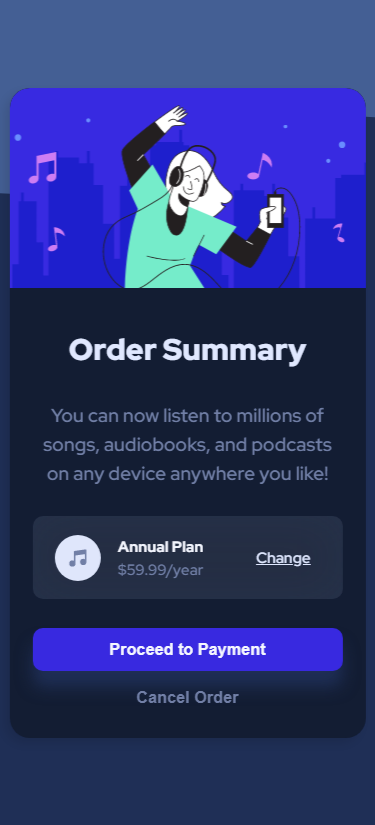 Order Summary
You can now listen to millions of
songs, audiobooks, and podcasts
on any device anywhere you like!
Annual Plan
$59.99/year
Change
Proceed to Payment
Cancel Order